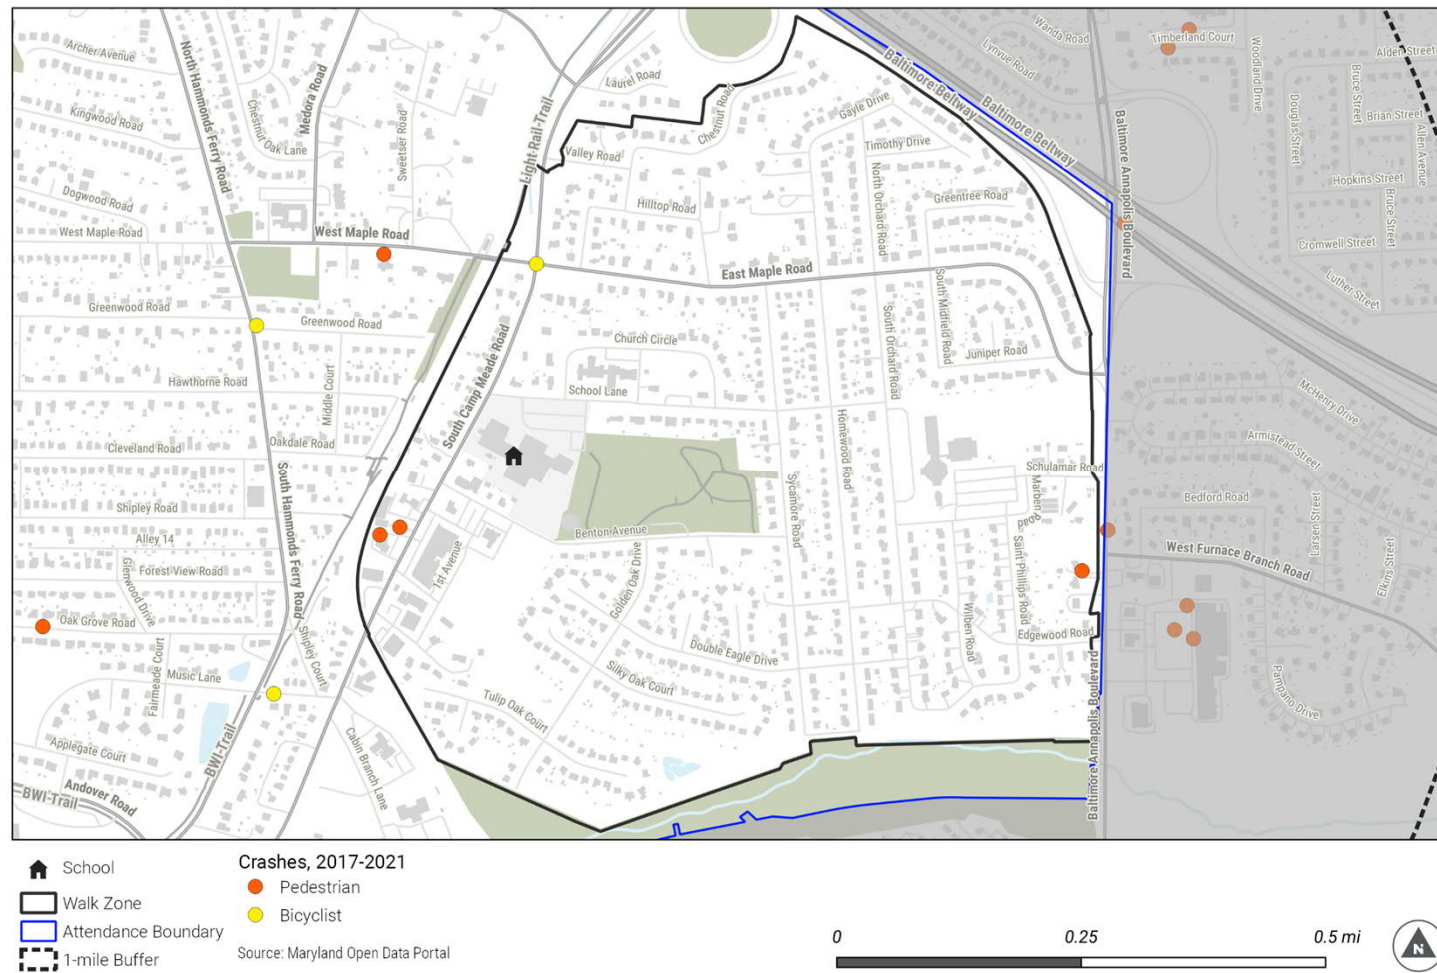 Archer Avenue
Kingwood Road
Dogwood Road
West Maple Road
North Hammonds Ferry Road
Chestnut Oak Lane
Medora Road
Sweetser Road
West Maple Road
Light-Rail-Trail
Laurel Road
Chestnut Road
Valley Road
Hilltop Road
Gayle Drive
Timothy Drive
North Orchard Road
Greentree Road
Baltimore Beltway
Baltimore Beltway
Wanda Road
Lynvue Road
Timberland Court
Woodland Drive
Douglas Street
Bruce Street
Alden Street
Brian Street
Allen Avenue
Hopkins Street
Bruce Street
Cromwell Street
Luther Street
Baltimore Annapolis Boulevard
East Maple Road
Greenwood Road
Greenwood Road
Hawthorne Road
Middle Court
Cleveland Road
Oakdale Road
Shipley Road
Alley 14
Forest View Road
Glenwood Drive
Oak Grove Road
Fairmeade Court
Music Lane
Applegate Court
Andover Road
BWI-Trail
BWI-Trail
South Hammonds Ferry Road
Shipley Court
Cabin Branch Lane
South Camp Meade Road
1st Avenue
Church Circle
School Lane
Benton Avenue
Golden Oak Drive
Double Eagle Drive
Silky Oak Court
Tulip Oak Court
Sycamore Road
Homewood Road
South Orchard Road
South Midfield Road
Juniper Road
Schulamar Road
Marben Road
Saint Phillips Road
Wilben Road
Edgewood Road
Baltimore Annapolis Boulevard
McHenry Drive
Armistead Street
Bedford Road
Larsen Street
West Furnace Branch Road
Elkins Street
Pampano Drive
School
Walk Zone
Attendance Boundary
1-mile Buffer
Crashes, 2017-2021
Pedestrian
Bicyclist
Source: Maryland Open Data Portal
0 0.25 0.5 mi
N